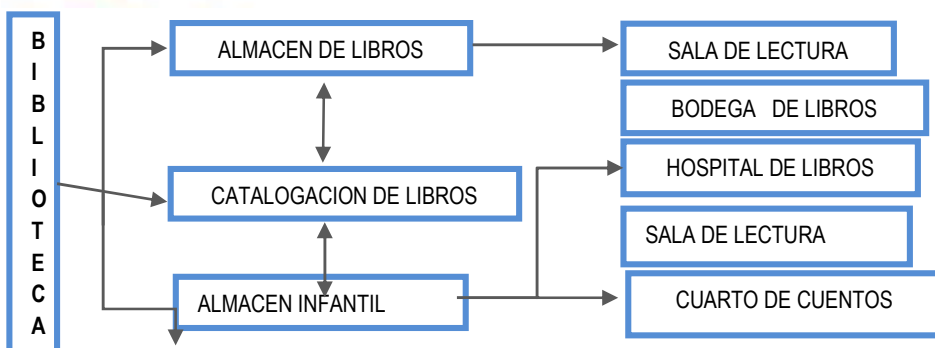 BIBLIOTECA
ALMACEN DE LIBROS
SALA DE LECTURA
BODEGA DE LIBROS
CATALOGACION DE LIBROS
HOSPITAL DE LIBROS
SALA DE LECTURA
ALMACEN INFANTIL
CUARTO DE CUENTOS